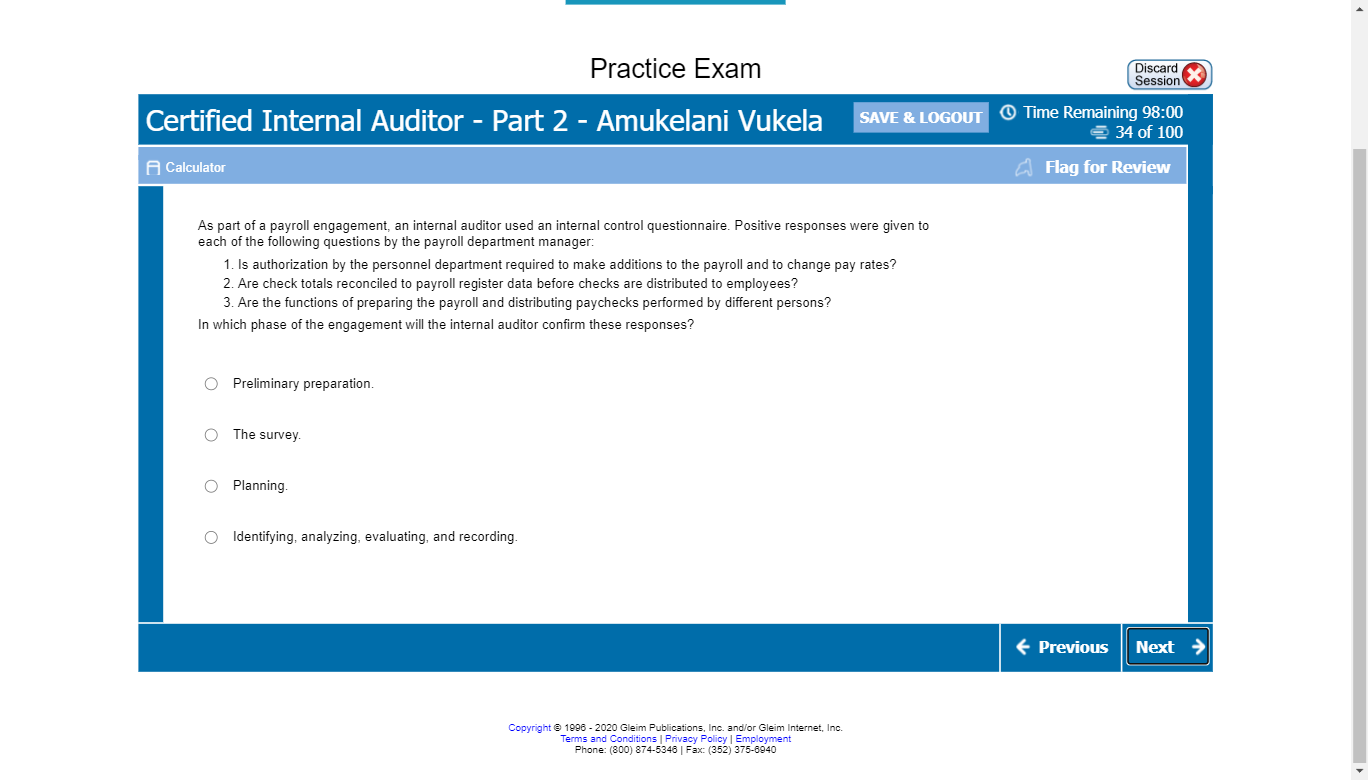 Practice Exam
Discard
Session
Certified Internal Auditor - Part 2 - Amukelani Vukela
SAVE & LOGOUT
Time Remaining 98:00
34 of 100
Calculator
Flag for Review
As part of a payroll engagement, an internal auditor used an internal control questionnaire. Positive responses were given to
each of the following questions by the payroll department manager:
1. Is authorization by the personnel department required to make additions to the payroll and to change pay rates?
2. Are check totals reconciled to payroll register data before checks are distributed to employees?
3. Are the functions of preparing the payroll and distributing paychecks performed by different persons?
In which phase of the engagement will the internal auditor confirm these responses?
Preliminary preparation.
The survey.
Planning.
Identifying, analyzing, evaluating, and recording.
Previous
Next
Copyright © 1996 - 2020 Gleim Publications, Inc. and/or Gleim Internet, Inc.
Terms and Conditions | Privacy Policy | Employment
Phone: (800) 874-5346 | Fax: (352) 375-6940